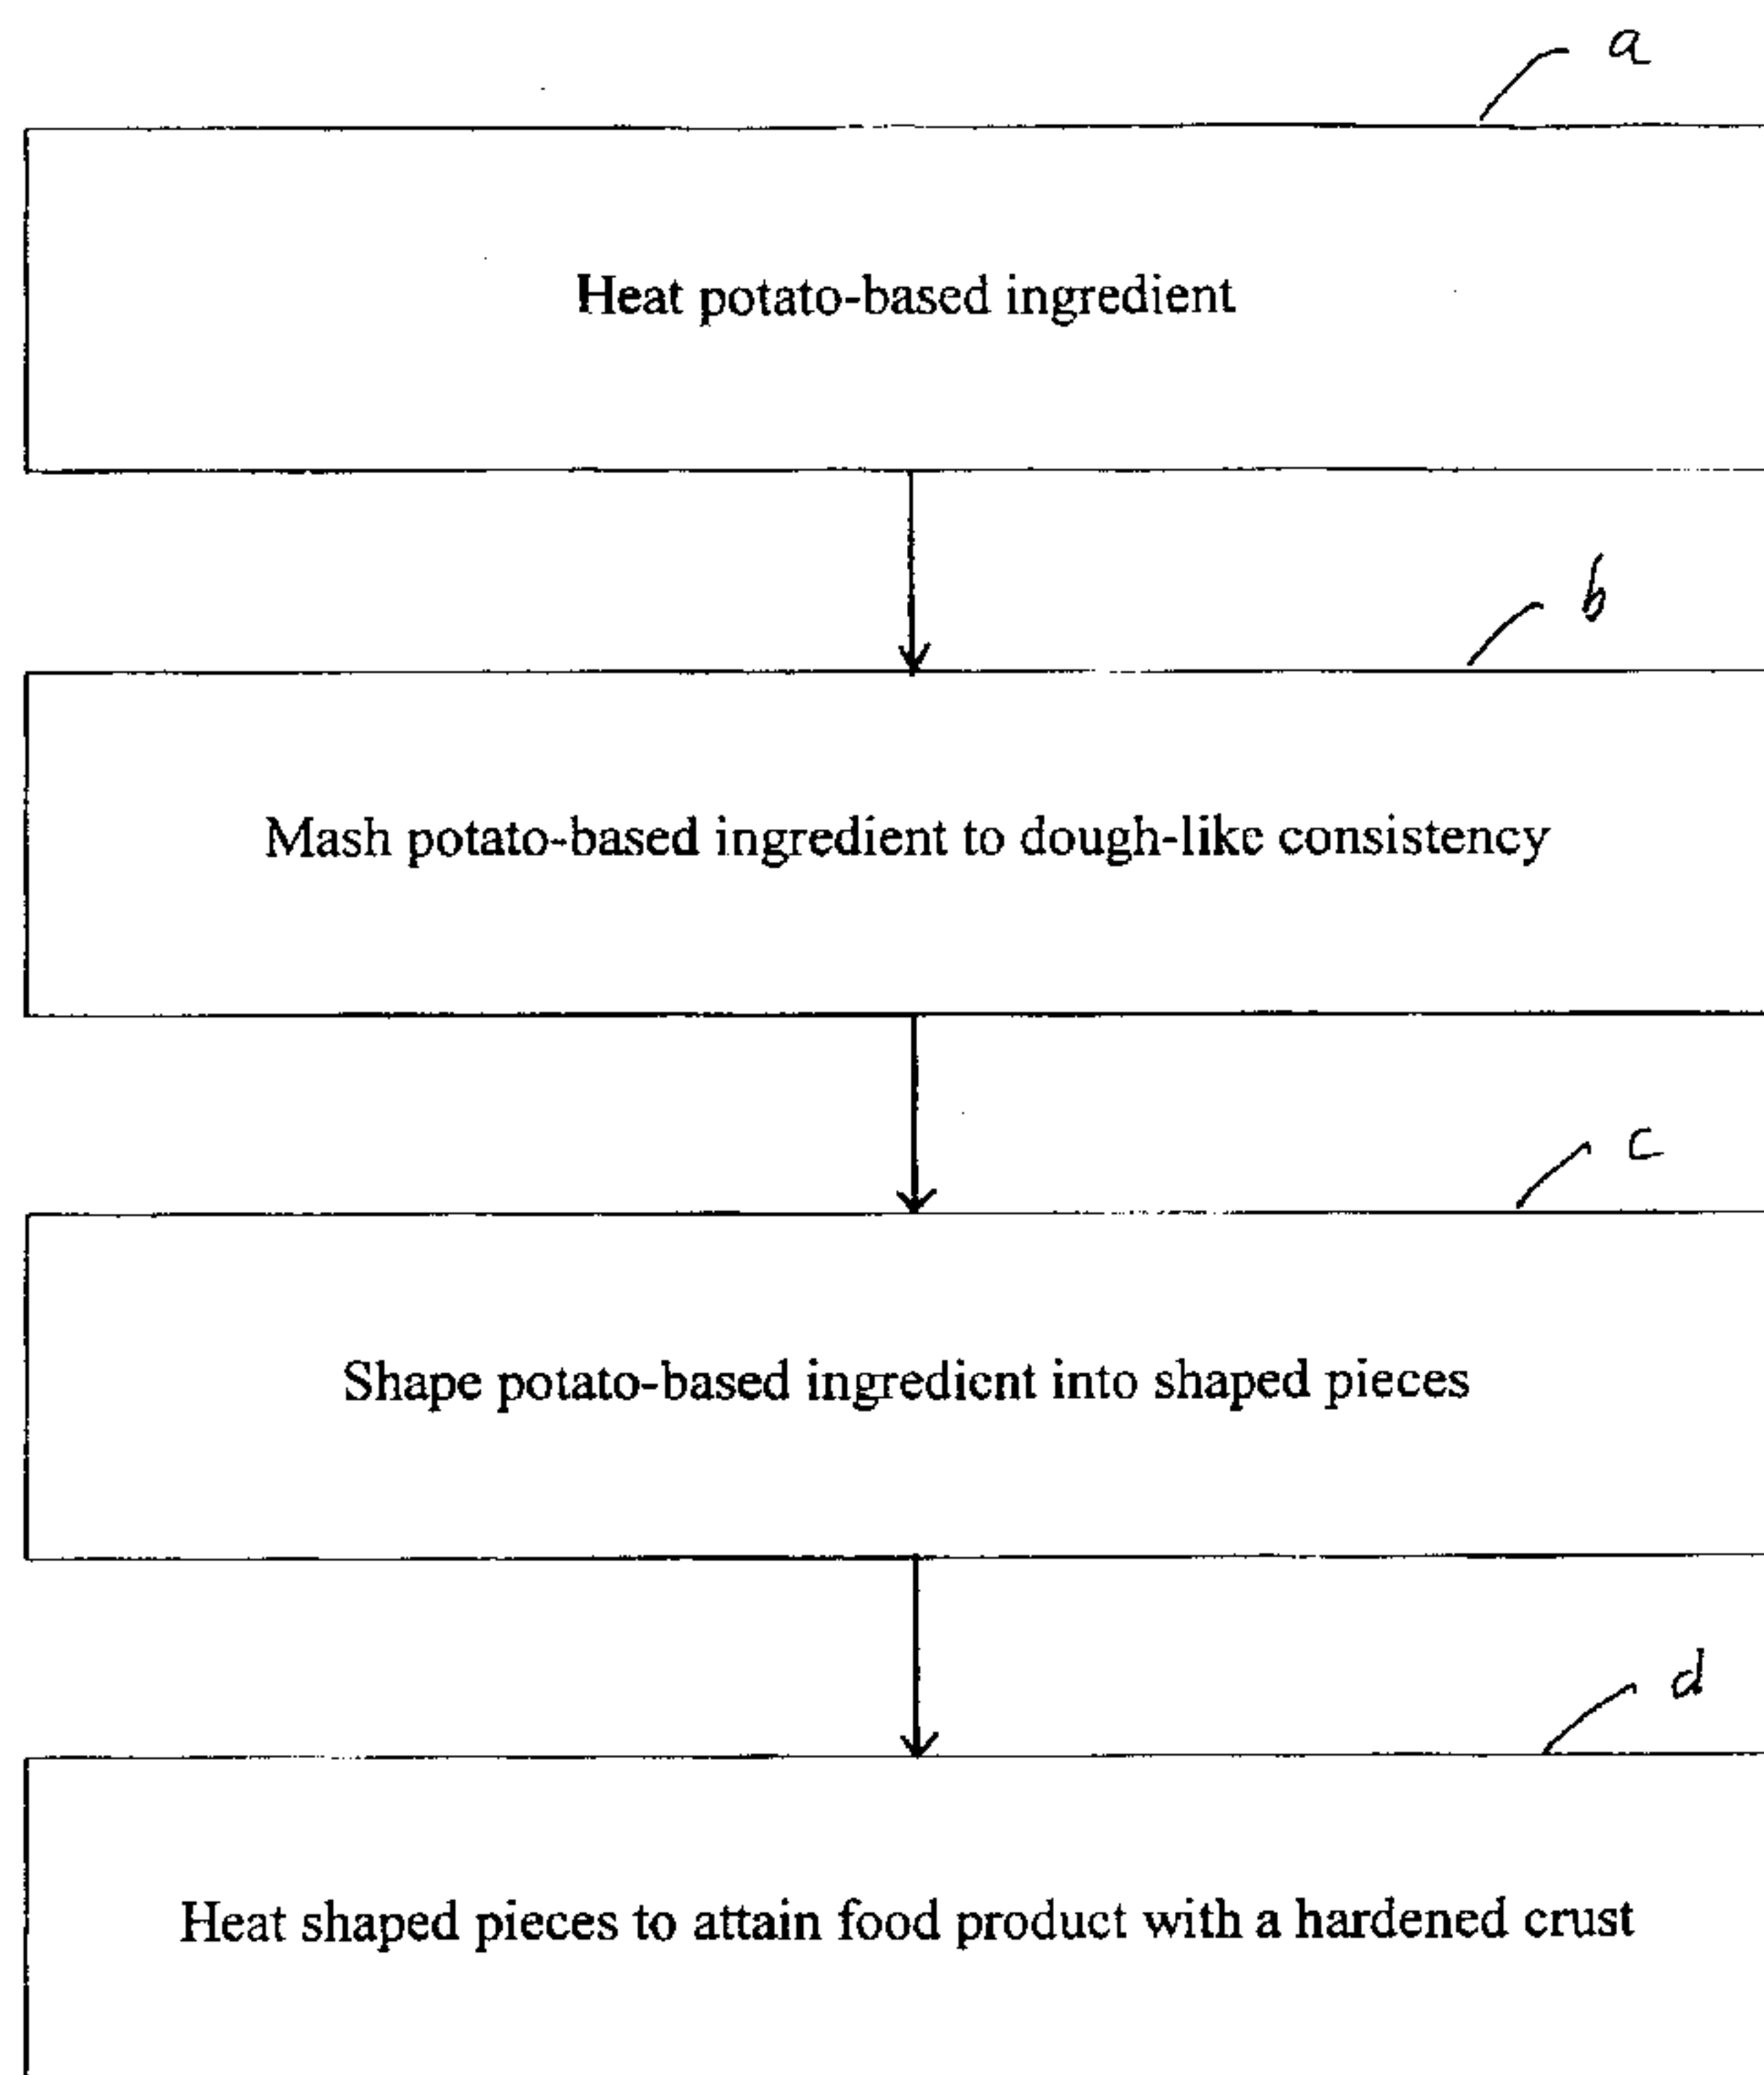 a
Heat potato-based ingredient
b
Mash potato-based ingredient to dough-like consistency
c
Shape potato-based ingredient into shaped pieces
d
Heat shaped pieces to attain food product with a hardened crust